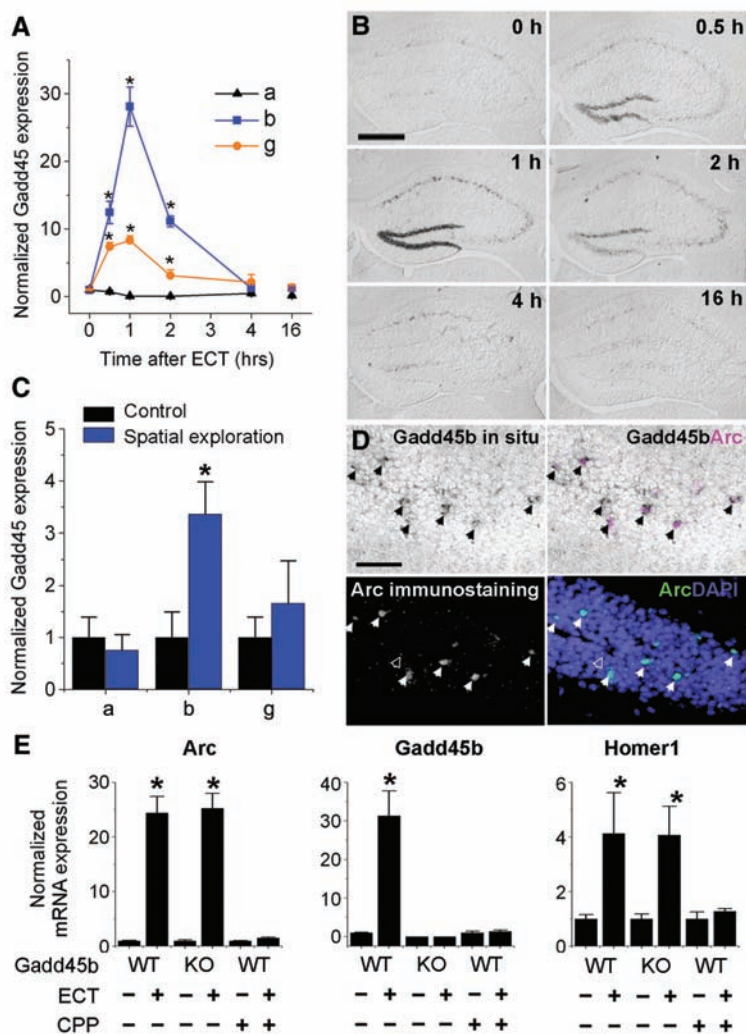 A
Normalized Gadd45 expression
30
20
10
0
* * * * * *
a
b
g
0 1 2 3 4 16
Time after ECT (hrs)
B
0 h
0.5 h
1 h
2 h
4 h
16 h
C
Control
Spatial exploration
Normalized Gadd45 expression
5
4
3
2
1
0
*
a b g
D
Gadd45b in situ
Gadd45bArc
Arc immunostaining
ArcDAPI
E
Normalized
mRNA expression
Arc
30
20
10
0
* *
Gadd45b
40
30
20
10
0
*
Homer1
6
4
2
0
* *
Gadd45b WT KO WT WT KO WT WT KO WT
ECT − + − + − + − + − + − + − + − + − +
CPP − − − − + + − − − − + + − − − − + +